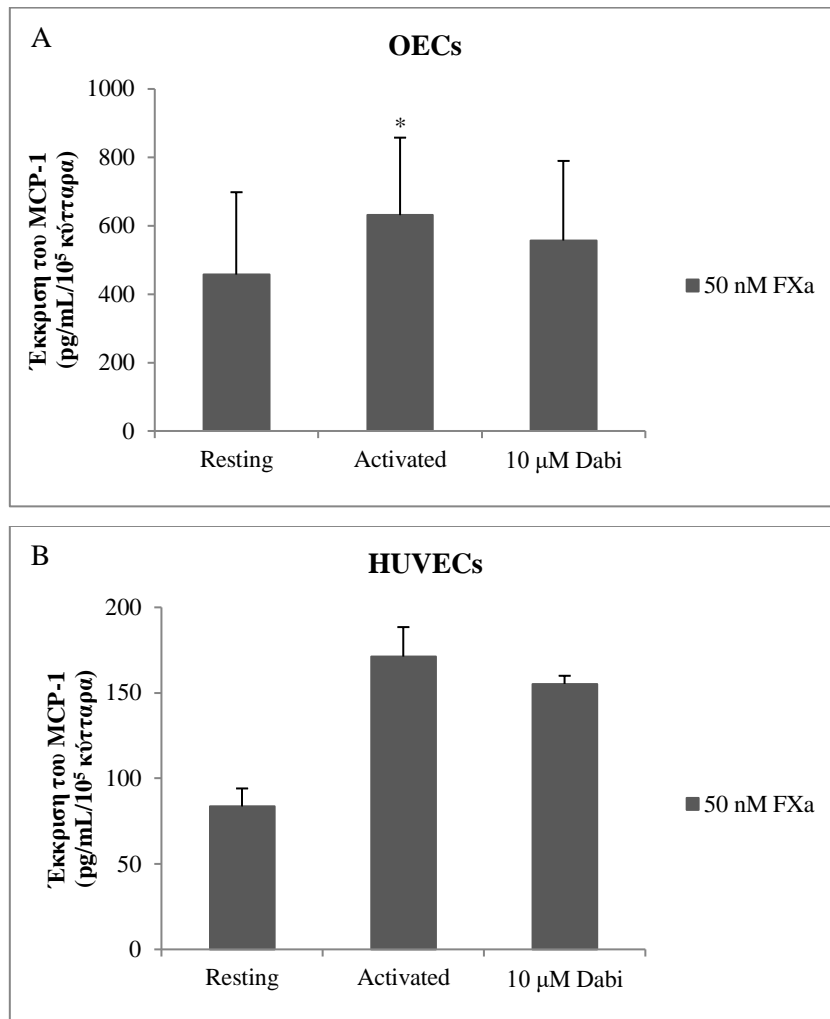 A
OECs
Έκκριση του MCP-1
(pg/mL/10⁵ κύτταρα)
1000
800
600
400
200
0
*
Resting
Activated
10 μM Dabi
50 nM FXa
B
HUVECs
Έκκριση του MCP-1
(pg/mL/10⁵ κύτταρα)
200
150
100
50
0
Resting
Activated
10 μM Dabi
50 nM FXa